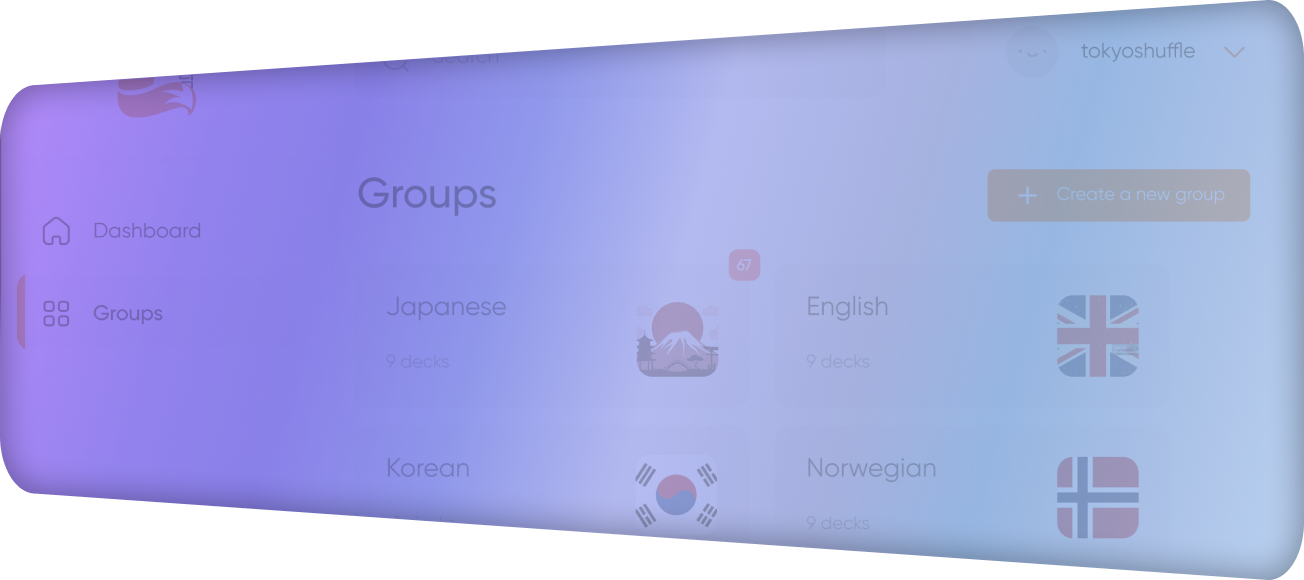 Search
tokyoshuffle
Groups
Create a new group
Dashboard
Groups
67
Japanese
9 decks
English
9 decks
Korean
Norwegian
9 decks